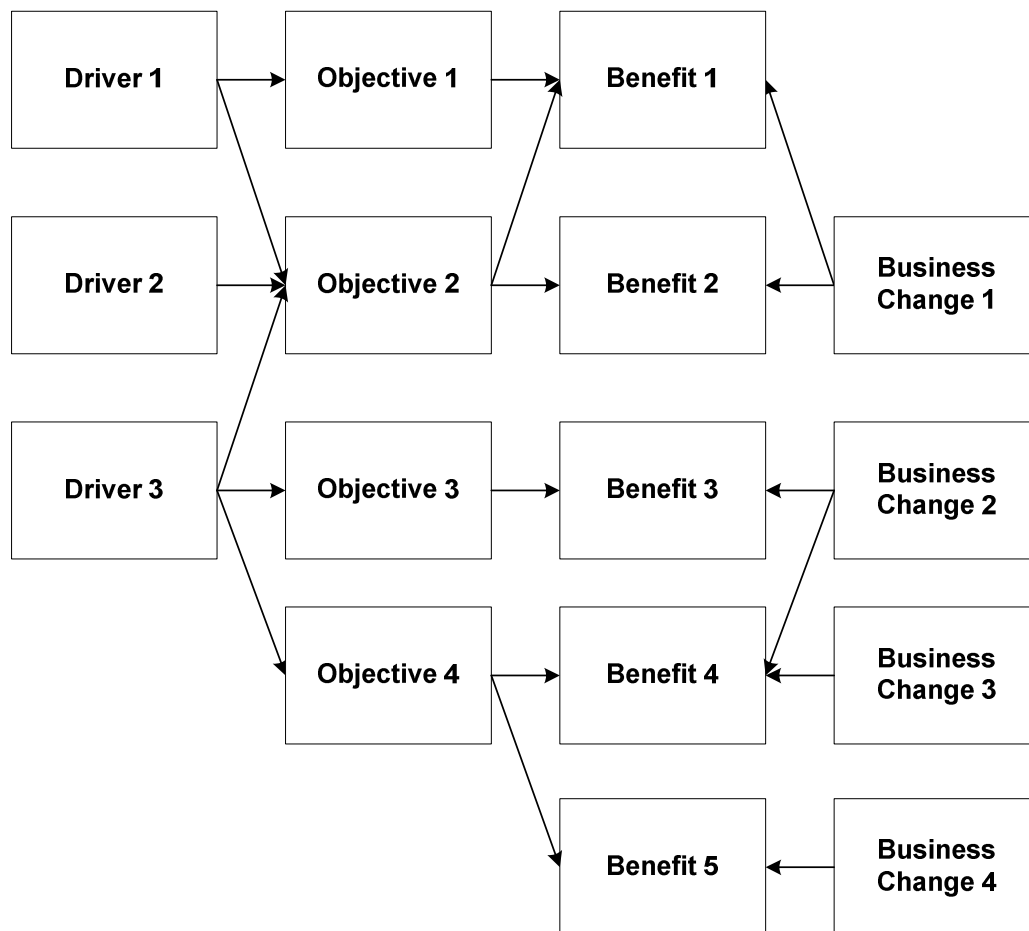 Driver 1
Objective 1
Benefit 1
Driver 2
Objective 2
Benefit 2
Business
Change 1
Driver 3
Objective 3
Benefit 3
Business
Change 2
Objective 4
Benefit 4
Business
Change 3
Benefit 5
Business
Change 4